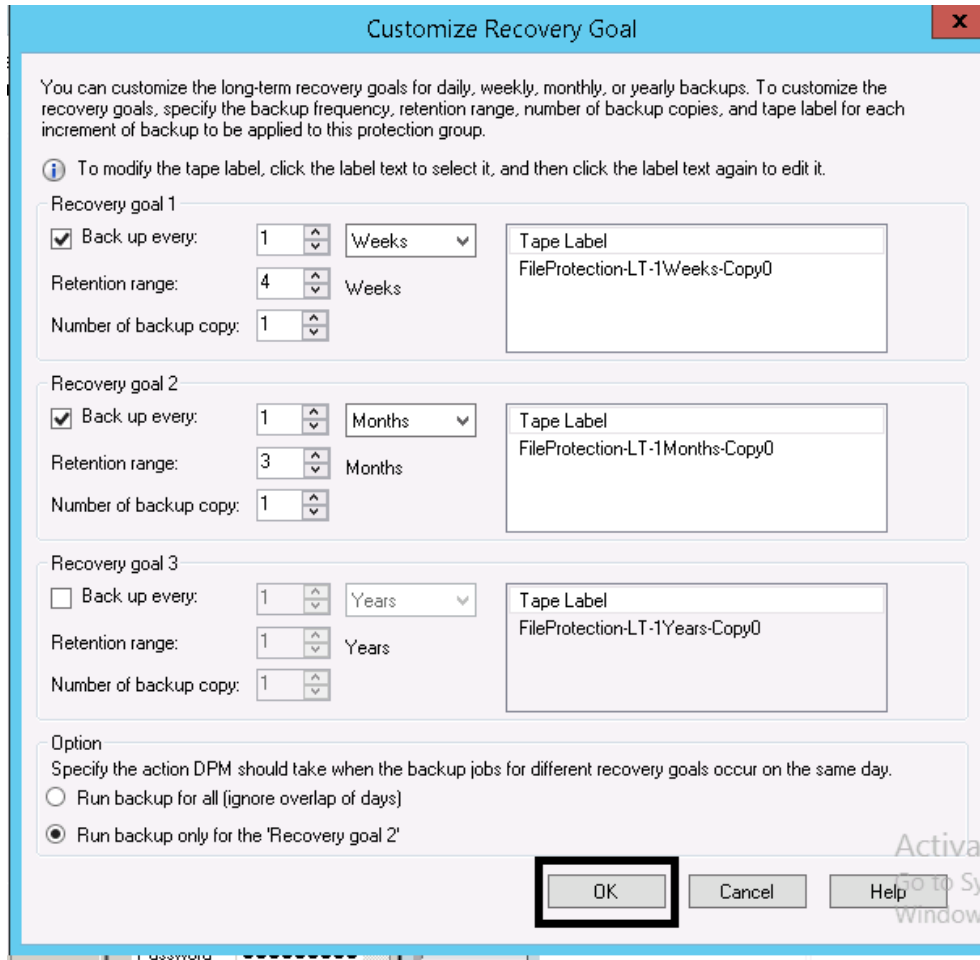 Customize Recovery Goal
x
You can customize the long-term recovery goals for daily, weekly, monthly, or yearly backups. To customize the
recovery goals, specify the backup frequency, retention range, number of backup copies, and tape label for each
increment of backup to be applied to this protection group.
To modify the tape label, click the label text to select it, and then click the label text again to edit it.
Recovery goal 1
Back up every: 1 Weeks
Retention range: 4 Weeks
Number of backup copy: 1
Tape Label
FileProtection-LT-1Weeks-Copy0
Recovery goal 2
Back up every: 1 Months
Retention range: 3 Months
Number of backup copy: 1
Tape Label
FileProtection-LT-1Months-Copy0
Recovery goal 3
Back up every: 1 Years
Retention range: 1 Years
Number of backup copy: 1
Tape Label
FileProtection-LT-1Years-Copy0
Option
Specify the action DPM should take when the backup jobs for different recovery goals occur on the same day.
Run backup for all (ignore overlap of days)
Run backup only for the 'Recovery goal 2'
OK Cancel Help
Activa
Go to Sy
Window
Password